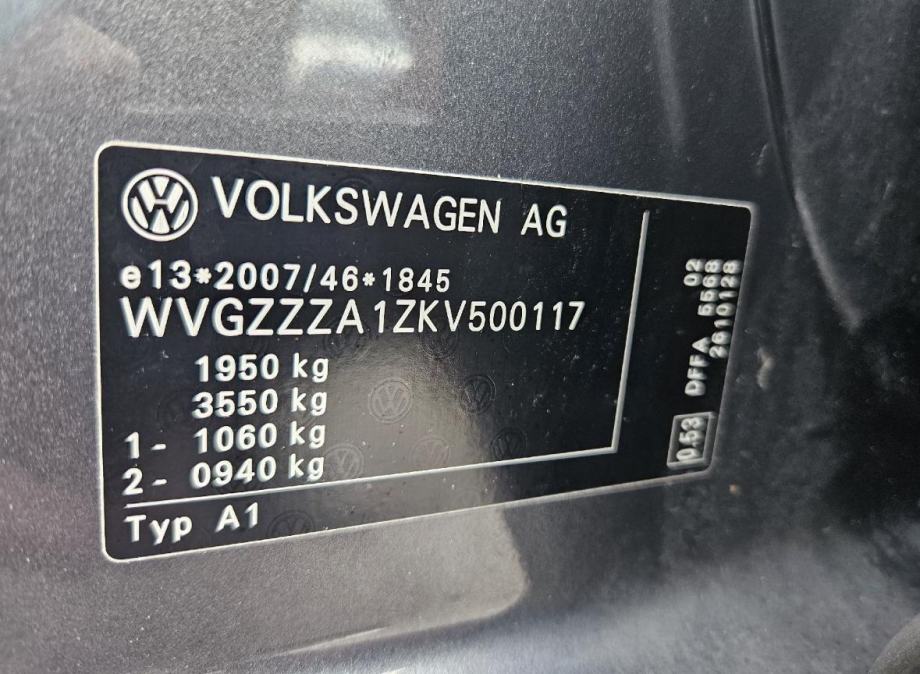 VOLKSWAGEN AG
e13*2007/46*1845
WVGZZZA1ZKV500117
1950 kg
3550 kg
1- 1060 kg
2- 0940 kg
Typ A1
02
DFFA 5568
2610128
0.53